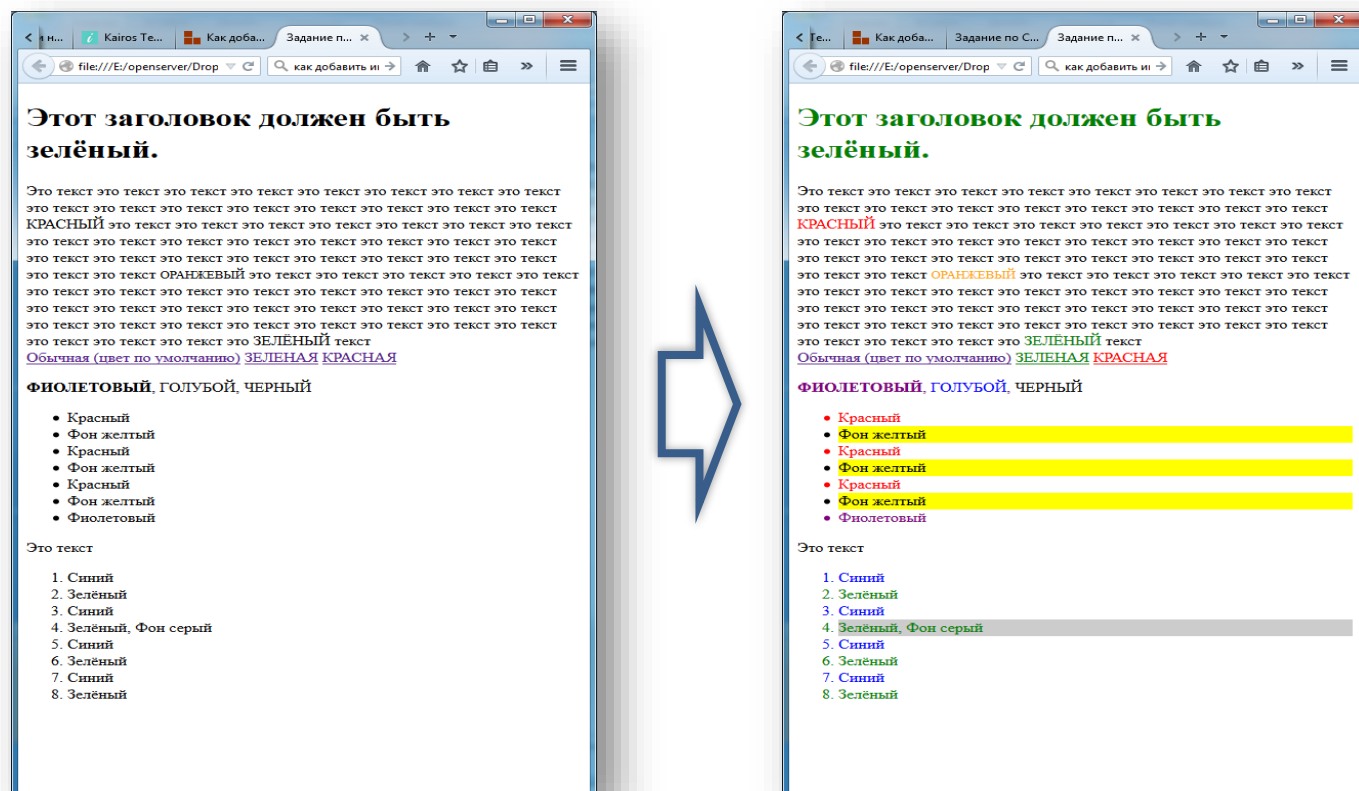 и н... Kairos Te... Как доба... Задание п...
file:///E:/openserver/Drop как добавить
Этот заголовок должен быть
зелёный.
Это текст это текст это текст это текст это текст это текст это текст это текст
это текст это текст это текст это текст это текст это текст это текст это текст
КРАСНЫЙ это текст это текст это текст это текст это текст это текст это текст
это текст это текст это текст это текст это текст это текст это текст это текст
это текст это текст это текст это текст это текст это текст это текст это текст
это текст это текст ОРАНЖЕВЫЙ это текст это текст это текст это текст это текст
это текст это текст это текст это текст это текст это текст это текст это текст
это текст это текст это текст это текст это текст это текст это текст это текст
это текст это текст это текст это текст это текст это текст это текст это текст
это текст это текст это текст это ЗЕЛЁНЫЙ текст
Обычная (цвет по умолчанию) ЗЕЛЕНАЯ КРАСНАЯ
ФИОЛЕТОВЫЙ, ГОЛУБОЙ, ЧЕРНЫЙ
• Красный
• Фон желтый
• Красный
• Фон желтый
• Красный
• Фон желтый
• Фиолетовый
Это текст
1. Синий
2. Зелёный
3. Синий
4. Зелёный, Фон серый
5. Синий
6. Зелёный
7. Синий
8. Зелёный
Te... Как доба... Задание по С... Задание п...
file:///E:/openserver/Drop как добавить
Этот заголовок должен быть
зелёный.
Это текст это текст это текст это текст это текст это текст это текст это текст
это текст это текст это текст это текст это текст это текст это текст это текст
КРАСНЫЙ это текст это текст это текст это текст это текст это текст это текст
это текст это текст это текст это текст это текст это текст это текст это текст
это текст это текст это текст это текст это текст это текст это текст это текст
это текст это текст ОРАНЖЕВЫЙ это текст это текст это текст это текст это текст
это текст это текст это текст это текст это текст это текст это текст это текст
это текст это текст это текст это текст это текст это текст это текст это текст
это текст это текст это текст это текст это текст это текст это текст это текст
это текст это текст это текст это ЗЕЛЁНЫЙ текст
Обычная (цвет по умолчанию) ЗЕЛЕНАЯ КРАСНАЯ
ФИОЛЕТОВЫЙ, ГОЛУБОЙ, ЧЕРНЫЙ
• Красный
• Фон желтый
• Красный
• Фон желтый
• Красный
• Фон желтый
• Фиолетовый
Это текст
1. Синий
2. Зелёный
3. Синий
4. Зелёный, Фон серый
5. Синий
6. Зелёный
7. Синий
8. Зелёный